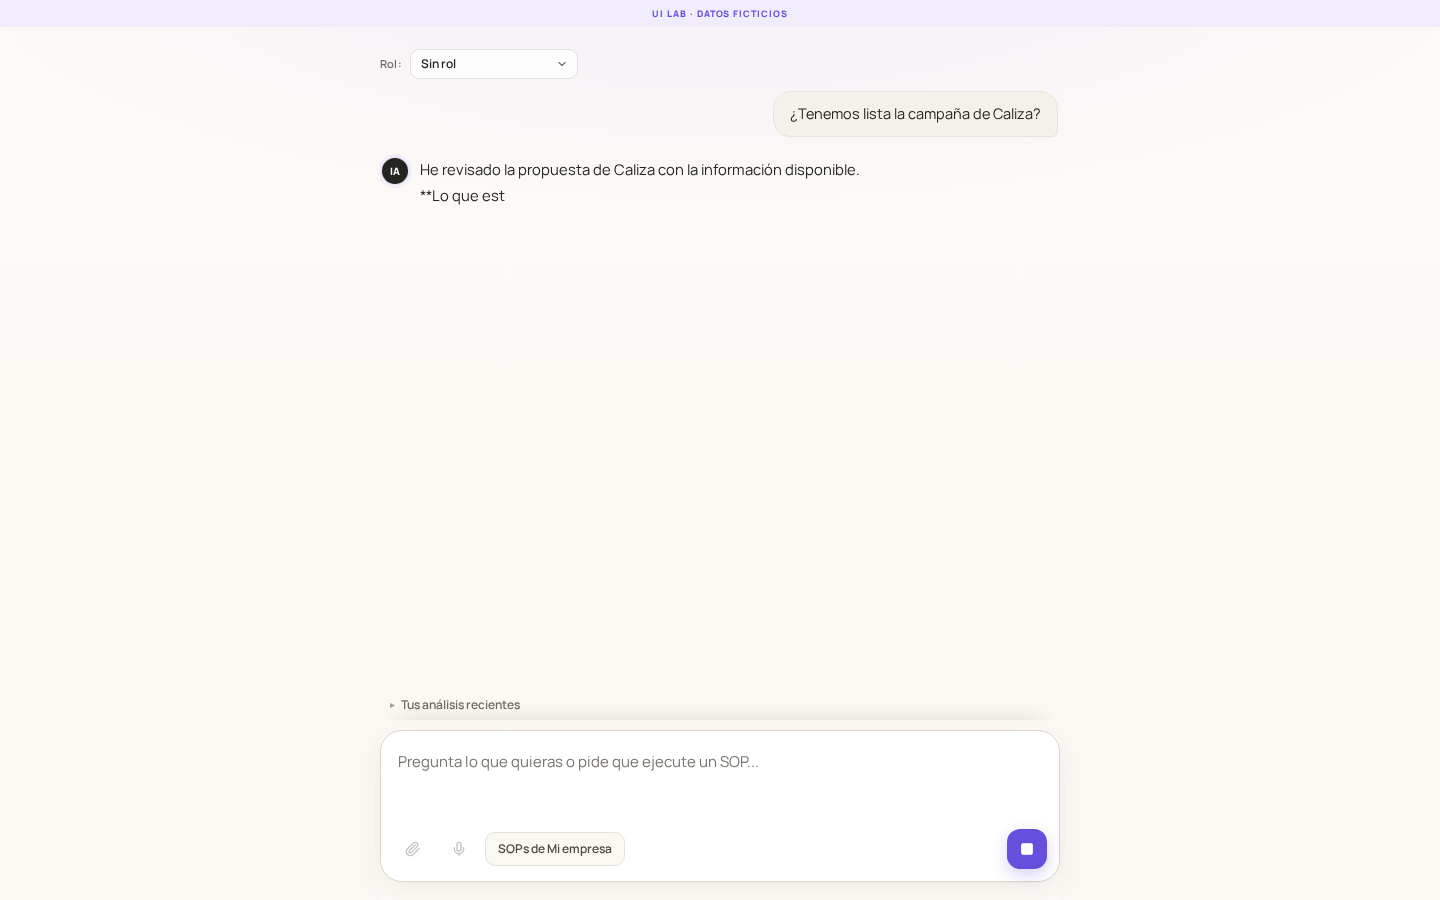 UI LAB · DATOS FICTICIOS
Rol: Sin rol
¿Tenemos lista la campaña de Caliza?
IA
He revisado la propuesta de Caliza con la información disponible.
**Lo que est
Tus análisis recientes
Pregunta lo que quieras o pide que ejecute un SOP...
SOPs de Mi empresa